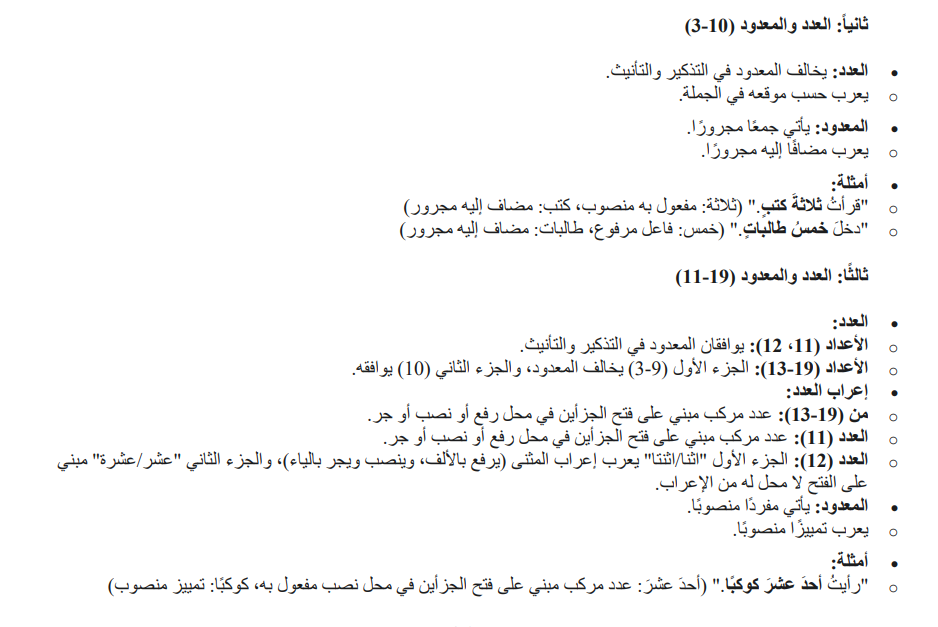 ثانياً: العدد والمعدود (3-10)
• العدد: يخالف المعدود في التذكير والتأنيث.
○ يعرب حسب موقعه في الجملة.
• المعدود: يأتي جمعًا مجرورًا.
○ يعرب مضافًا إليه مجرورًا.
• أمثلة:
○ "قرأتُ ثلاثةَ كتبٍ." (ثلاثة: مفعول به منصوب، كتب: مضاف إليه مجرور)
○ "دخلَ خمسُ طالباتٍ." (خمس: فاعل مرفوع، طالبات: مضاف إليه مجرور)
ثالثًا: العدد والمعدود (11-19)
• العدد:
○ الأعداد (11، 12): يوافقان المعدود في التذكير والتأنيث.
○ الأعداد (13-19): الجزء الأول (3-9) يخالف المعدود، والجزء الثاني (10) يوافقه.
• إعراب العدد:
○ من (13-19): عدد مركب مبني على فتح الجزأين في محل رفع أو نصب أو جر.
○ العدد (11): عدد مركب مبني على فتح الجزأين في محل رفع أو نصب أو جر.
○ العدد (12): الجزء الأول "اثنا/اثنتا" يعرب إعراب المثنى (يرفع بالألف، وينصب ويجر بالياء)، والجزء الثاني "عشر/عشرة" مبني
على الفتح لا محل له من الإعراب.
• المعدود: يأتي مفردًا منصوبًا.
○ يعرب تمييزًا منصوبًا.
• أمثلة:
○ "رأيتُ أحدَ عشرَ كوكبًا." (أحدَ عشرَ: عدد مركب مبني على فتح الجزأين في محل نصب مفعول به، كوكبًا: تمييز منصوب)